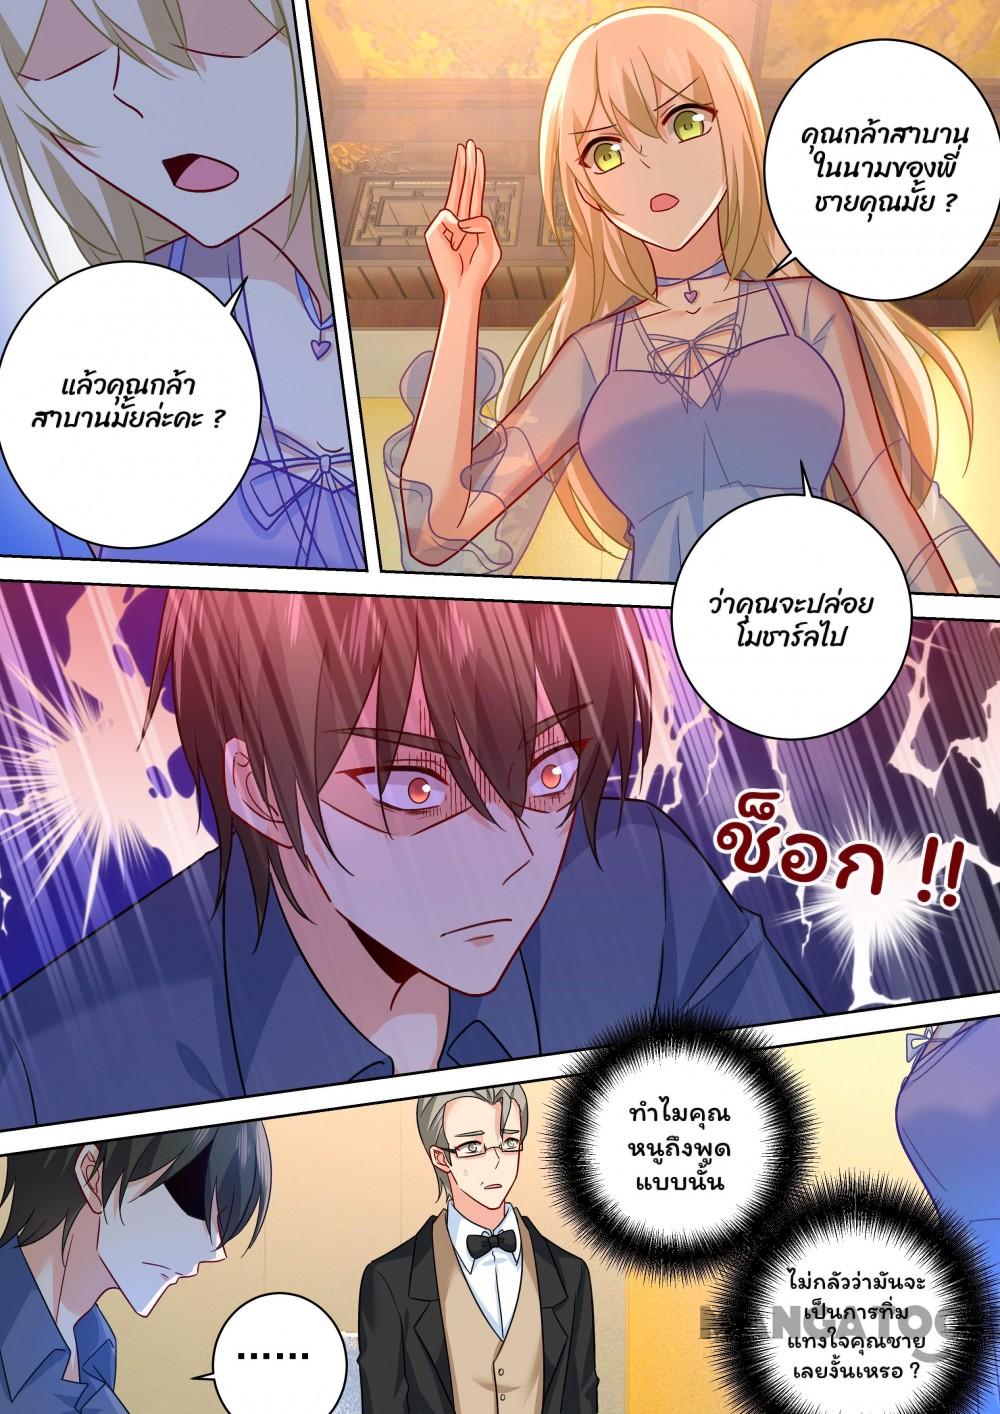 แล้วคุณกล้า
สาบานมั้ยล่ะคะ ?
คุณกล้าสาบาน
ในนามของพี่
ชายคุณมั้ย ?
ว่าคุณจะปล่อย
โมชาร์ลไป
ช็อก !!
ทำไมคุณ
หนูถึงพูด
แบบนั้น
ไม่กลัวว่ามันจะ
เป็นการทิ่ม
แทงใจคุณชาย
เลยงั้นเหรอ ?
.......
MANGATOON